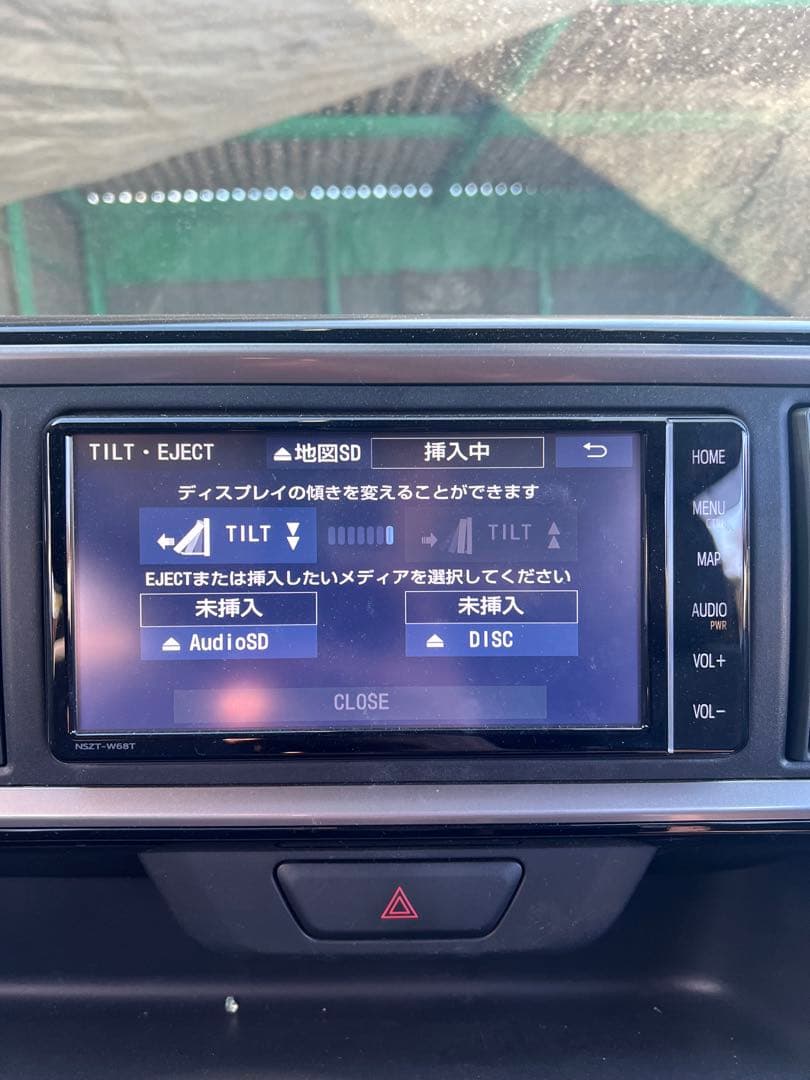 TILT・EJECT ⏏地図SD 挿入中
ディスプレイの傾きを変えることができます
TILT TILT
EJECTまたは挿入したいメディアを選択してください
未挿入 未挿入
⏏ AudioSD ⏏ DISC
CLOSE
HOME
MENU
MAP
AUDIO
PWR
VOL+
VOL-
NSZT-W68T